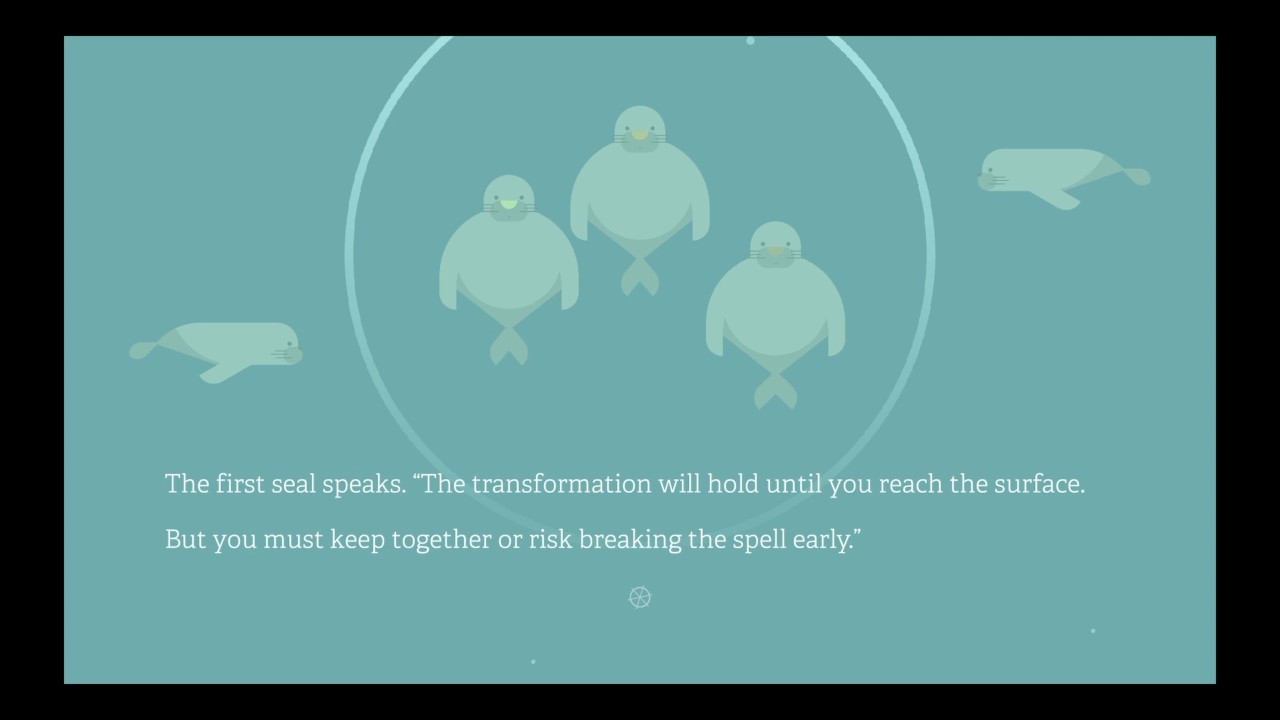 The first seal speaks. “The transformation will hold until you reach the surface.
But you must keep together or risk breaking the spell early.”